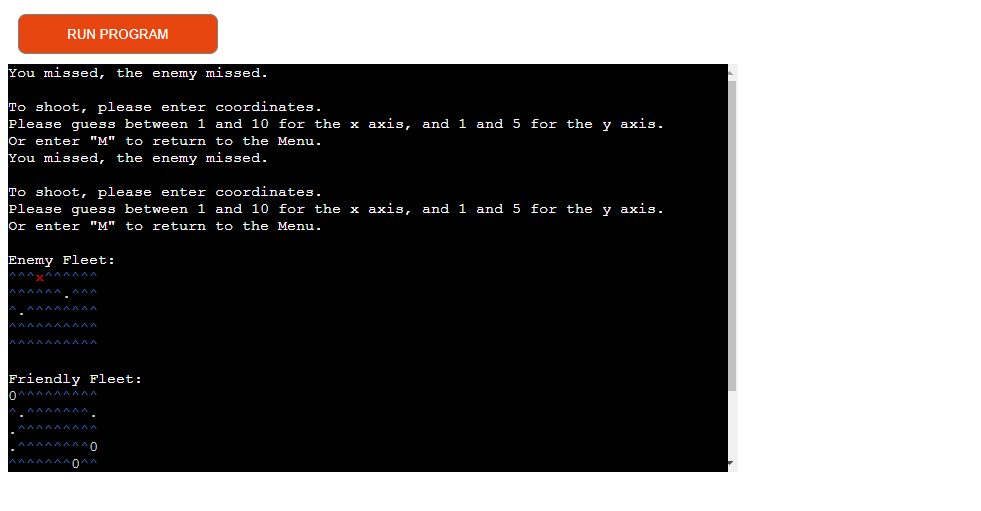 RUN PROGRAM
You missed, the enemy missed.
To shoot, please enter coordinates.
Please guess between 1 and 10 for the x axis, and 1 and 5 for the y axis.
Or enter "M" to return to the Menu.
You missed, the enemy missed.
To shoot, please enter coordinates.
Please guess between 1 and 10 for the x axis, and 1 and 5 for the y axis.
Or enter "M" to return to the Menu.
Enemy Fleet:
^^^x^^^^^^
^^^^^^.^^^
^.^^^^^^^^
^^^^^^^^^^
^^^^^^^^^^
Friendly Fleet:
O^^^^^^^^^
^.^^^^^^^.
.^^^^^^^^^
.^^^^^^^^O
^^^^^^^O^^